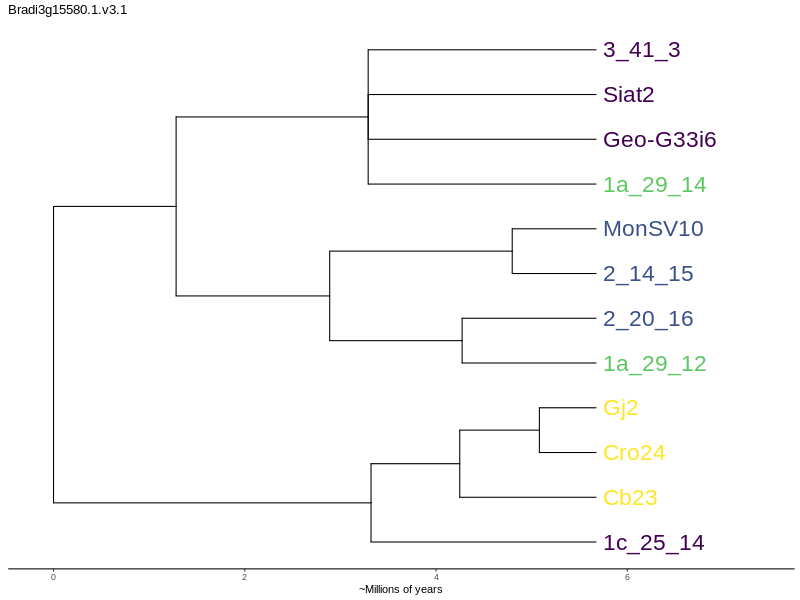 Bradi3g15580.1.v3.1
3_41_3
Siat2
Geo-G33i6
1a_29_14
MonSV10
2_14_15
2_20_16
1a_29_12
Gj2
Cro24
Cb23
1c_25_14
0 2 4 6
~Millions of years